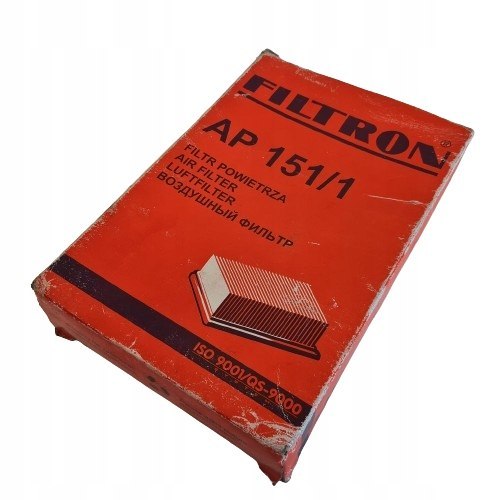 FILTRON®
AP 151/1
FILTR POWIETRZA
AIR FILTER
LUFTFILTER
ВОЗДУШНЫЙ ФИЛЬТР
ISO 9001/QS-9000